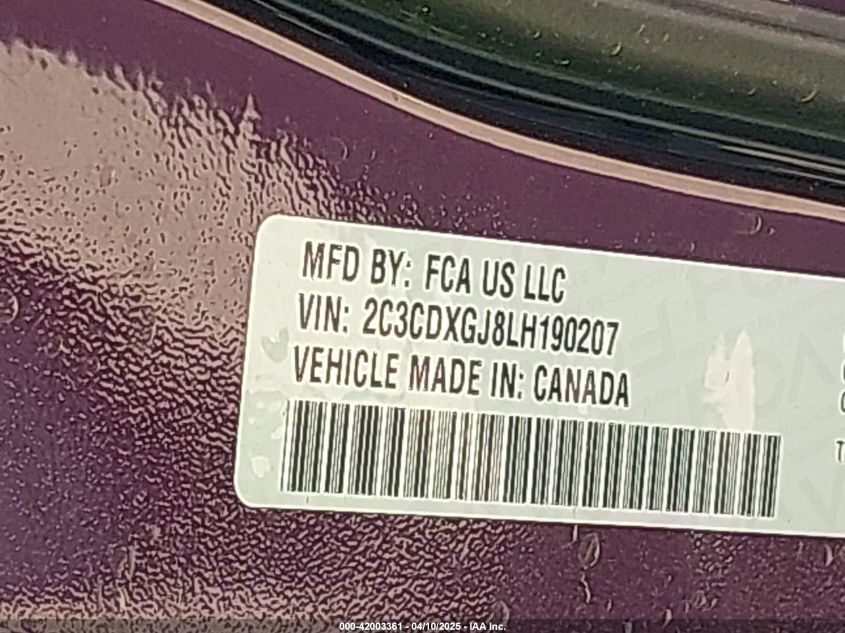 MFD BY: FCA US LLC
VIN: 2C3CDXGJ8LH190207
VEHICLE MADE IN: CANADA
000-42003361 - 04/10/2025 - IAA Inc.